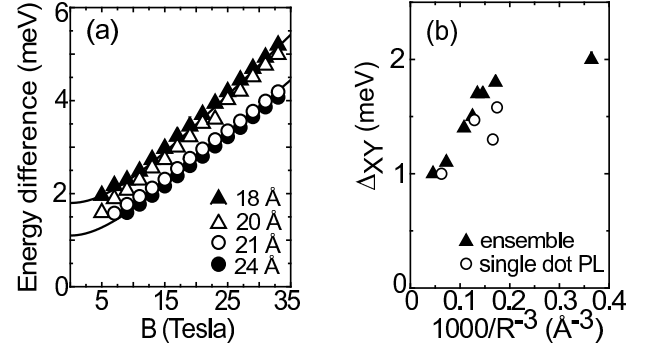 (a)
Energy difference (meV)
6
4
2
0
▲ 18 Å
△ 20 Å
○ 21 Å
● 24 Å
5 15 25 35
B (Tesla)
(b)
ΔXY (meV)
2
1
0
▲ ensemble
○ single dot PL
0 0.1 0.2 0.3 0.4
1000/R⁻³ (Å⁻³)